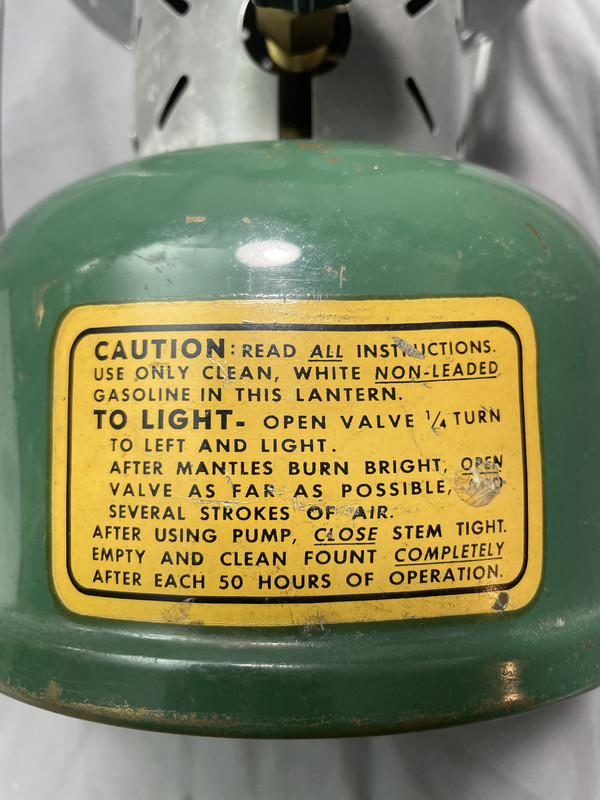 CAUTION: READ ALL INSTRUCTIONS.
USE ONLY CLEAN, WHITE NON-LEADED
GASOLINE IN THIS LANTERN.
TO LIGHT- OPEN VALVE 1/4 TURN
TO LEFT AND LIGHT.
AFTER MANTLES BURN BRIGHT, OPEN
VALVE AS FAR AS POSSIBLE,
SEVERAL STROKES OF AIR.
AFTER USING PUMP, CLOSE STEM TIGHT.
EMPTY AND CLEAN FOUNT COMPLETELY
AFTER EACH 50 HOURS OF OPERATION.